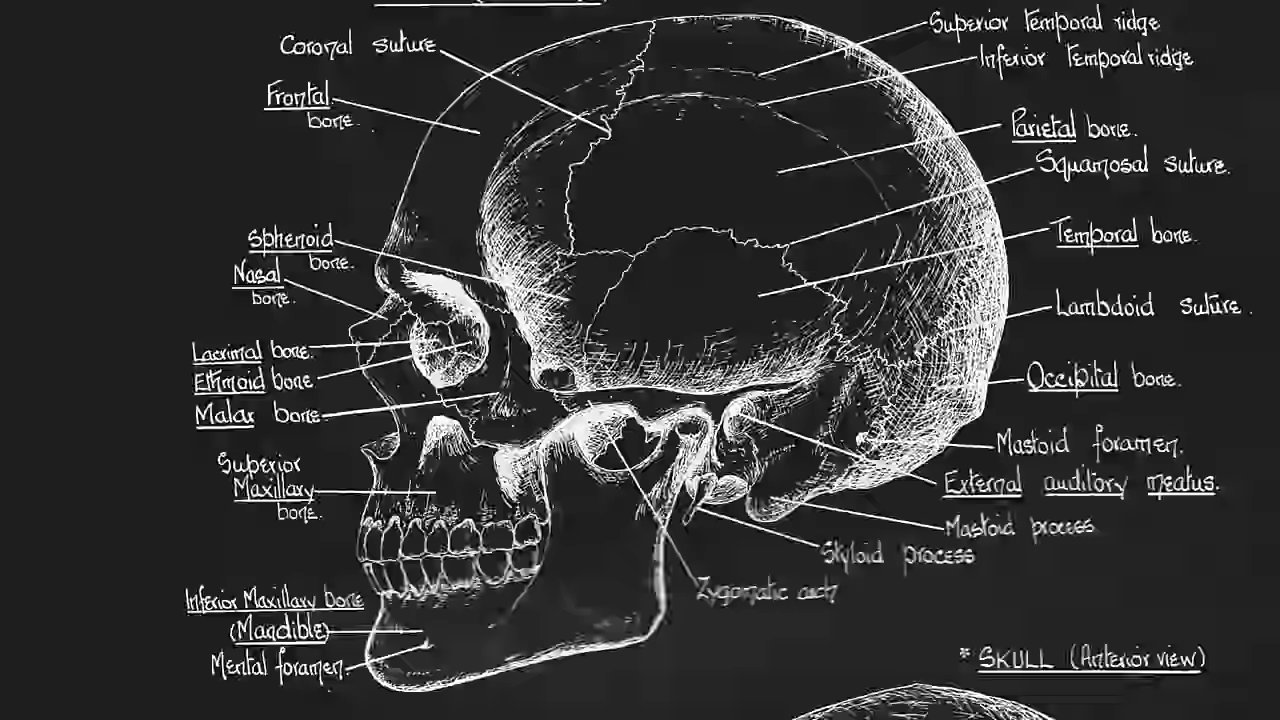 Superior temporal ridge
Coronal suture
Inferior temporal ridge
Frontal
bone.
Parietal bone.
Squamosal suture.
Sphenoid
bone.
Temporal bone.
Nasal
bone.
Lambdoid suture.
Lacrimal bone.
Ethmoid bone
Occipital bone.
Malar bone.
Mastoid foramen.
Superior
Maxillary
bone.
External auditory meatus.
Mastoid process
Styloid process
Zygomatic arch
Inferior Maxillary bone
(Mandible)
Mental foramen.
* SKULL (Anterior view)